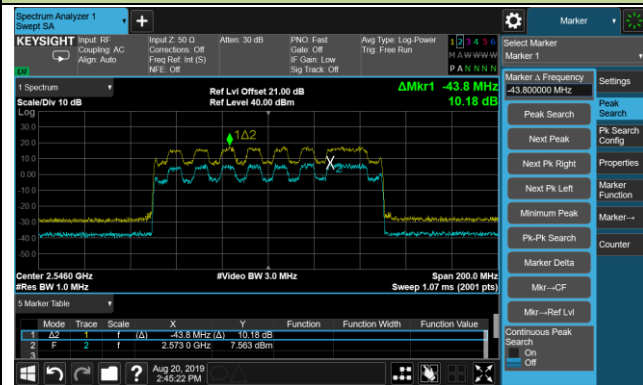 Spectrum Analyzer 1
Swept SA
Marker
KEYSIGHT
Input: RF
Coupling: AC
Align: Auto
Input Z: 50 Ω
Corrections: Off
Freq Ref: Int (S)
NFE: Off
Atten: 30 dB
PNO: Fast
Gate: Off
IF Gain: Low
Sig Track: Off
Avg Type: Log-Power
Trig: Free Run
1 2 3 4 5 6
M A W W W W
P A N N N N
Select Marker
Marker 1
LXI
1 Spectrum
Scale/Div 10 dB
Ref Lvl Offset 21.00 dB
Ref Level 40.00 dBm
ΔMkr1 -43.8 MHz
10.18 dB
Log
30.0
20.0
10.0
0.00
-10.0
-20.0
-30.0
-40.0
-50.0
1Δ2
2
Center 2.5460 GHz
#Res BW 1.0 MHz
#Video BW 3.0 MHz
Span 200.0 MHz
Sweep 1.07 ms (2001 pts)
5 Marker Table
Mode Trace Scale X Y Function Function Width Function Value
1 Δ2 1 f (Δ) -43.8 MHz (Δ) 10.18 dB
2 F 2 f 2.573 0 GHz 7.563 dBm
3
Marker Δ Frequency
-43.800000 MHz
Peak Search
Next Peak
Next Pk Right
Next Pk Left
Minimum Peak
Pk-Pk Search
Marker Delta
Mkr→CF
Mkr→Ref Lvl
Continuous Peak
Search
On
Off
Settings
Peak
Search
Pk Search
Config
Properties
Marker
Function
Marker→
Counter
Aug 20, 2019
2:45:22 PM